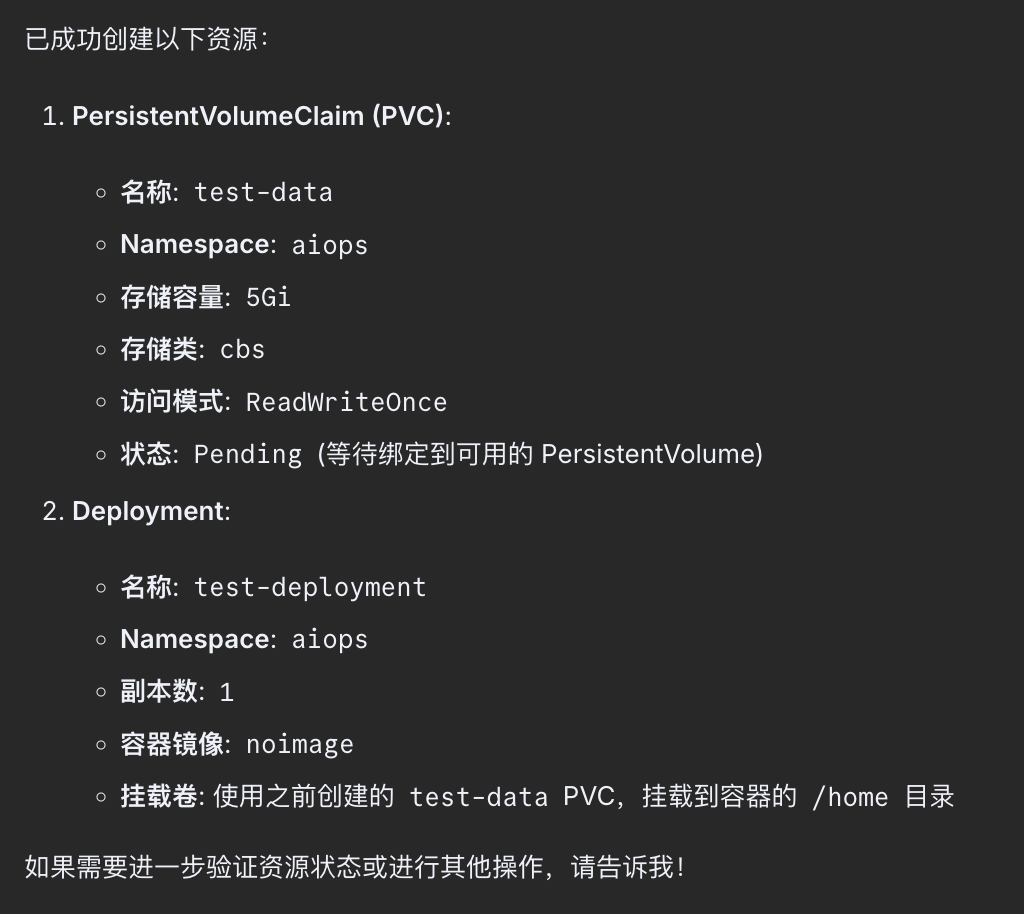 已成功创建以下资源：
1. PersistentVolumeClaim (PVC):
○ 名称: test-data
○ Namespace: aiops
○ 存储容量: 5Gi
○ 存储类: cbs
○ 访问模式: ReadWriteOnce
○ 状态: Pending (等待绑定到可用的 PersistentVolume)
2. Deployment:
○ 名称: test-deployment
○ Namespace: aiops
○ 副本数: 1
○ 容器镜像: noimage
○ 挂载卷: 使用之前创建的 test-data PVC，挂载到容器的 /home 目录
如果需要进一步验证资源状态或进行其他操作，请告诉我！